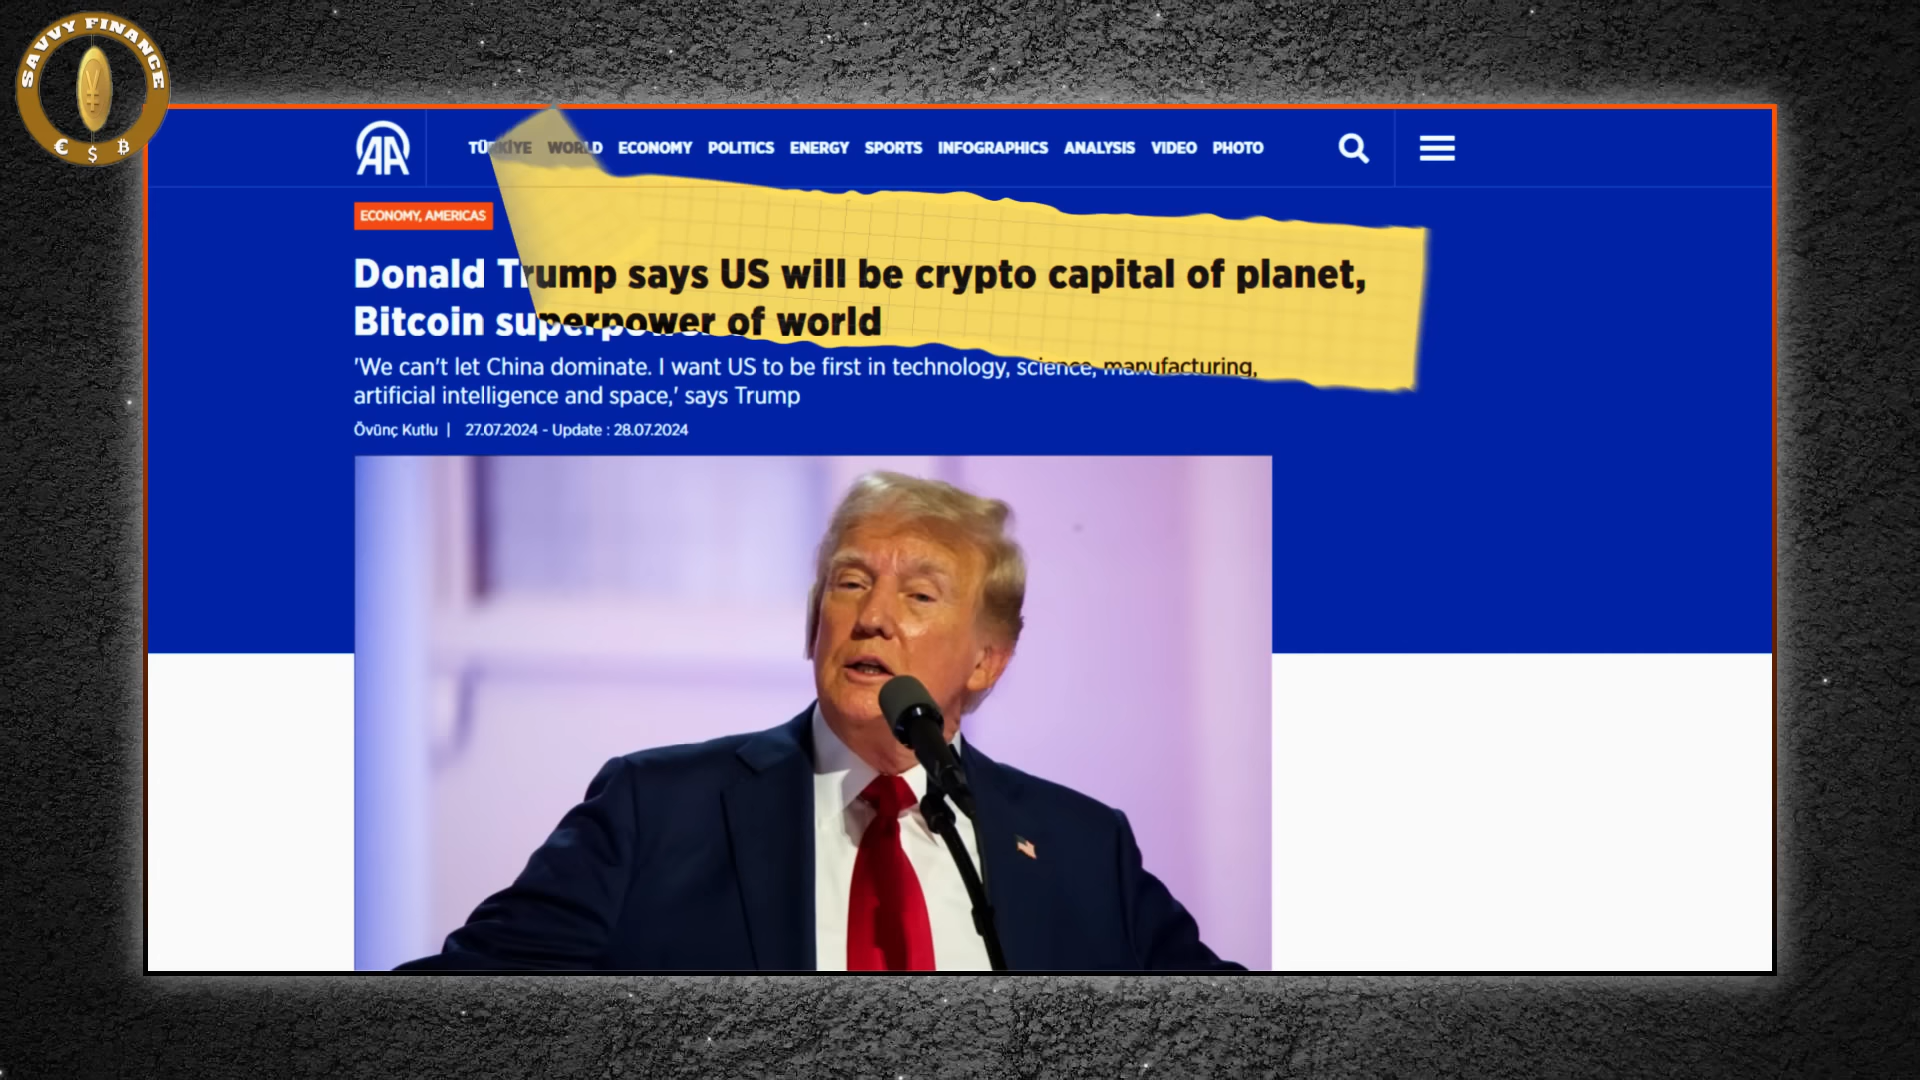 SAVVY FINANCE
¥
€ $ ₿
AA
TÜRKİYE WORLD ECONOMY POLITICS ENERGY SPORTS INFOGRAPHICS ANALYSIS VIDEO PHOTO
ECONOMY, AMERICAS
Donald Trump says US will be crypto capital of planet,
Bitcoin superpower of world
'We can't let China dominate. I want US to be first in technology, science, manufacturing,
artificial intelligence and space,' says Trump
Övünç Kutlu | 27.07.2024 - Update : 28.07.2024